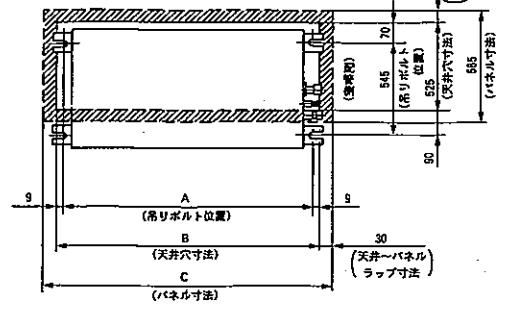 70
545
(吊りボルト
位置)
525
(天井穴寸法)
585
(パネル寸法)
90
9
A
(吊りボルト位置)
9
B
(天井穴寸法)
30
(天井〜パネル
ラップ寸法)
C
(パネル寸法)